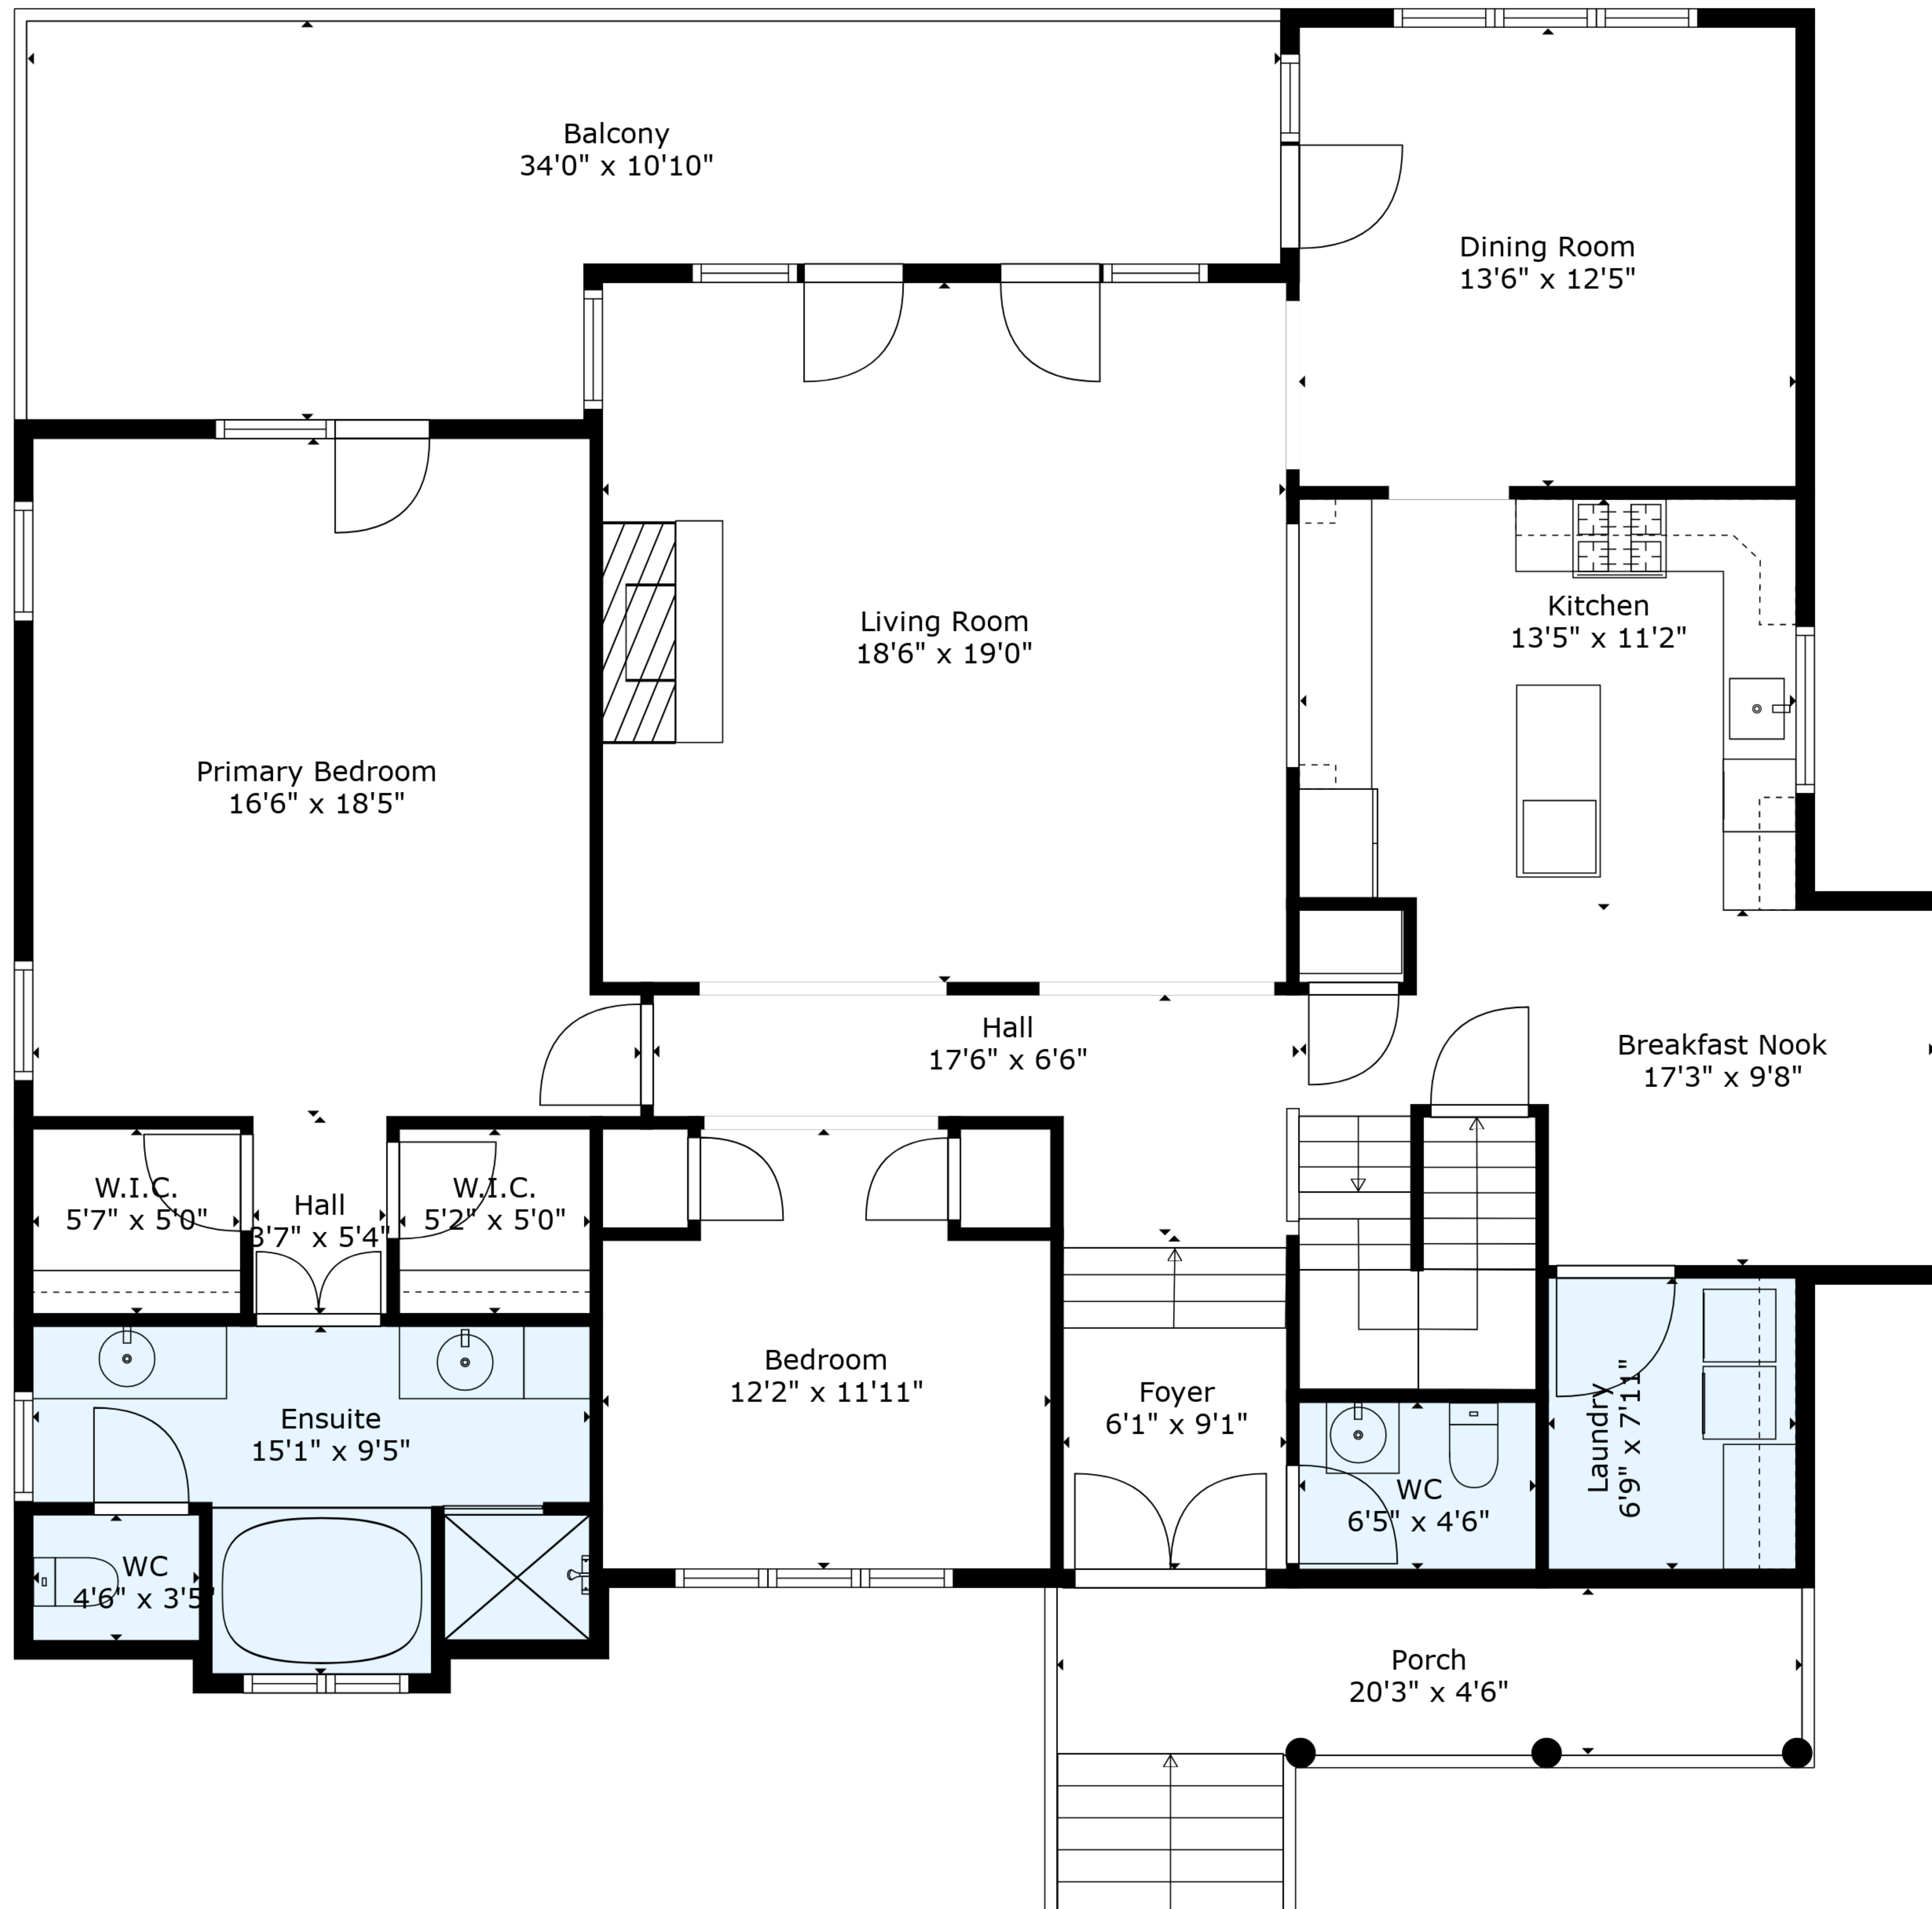 Balcony
34'0" x 10'10"
Dining Room
13'6" x 12'5"
Kitchen
13'5" x 11'2"
Living Room
18'6" x 19'0"
Primary Bedroom
16'6" x 18'5"
Hall
17'6" x 6'6"
Breakfast Nook
17'3" x 9'8"
W.I.C.
5'7" x 5'0"
Hall
3'7" x 5'4"
W.I.C.
5'2" x 5'0"
Bedroom
12'2" x 11'11"
Foyer
6'1" x 9'1"
Ensuite
15'1" x 9'5"
Laundry
6'9" x 7'11"
WC
6'5" x 4'6"
WC
4'6" x 3'5"
Porch
20'3" x 4'6"